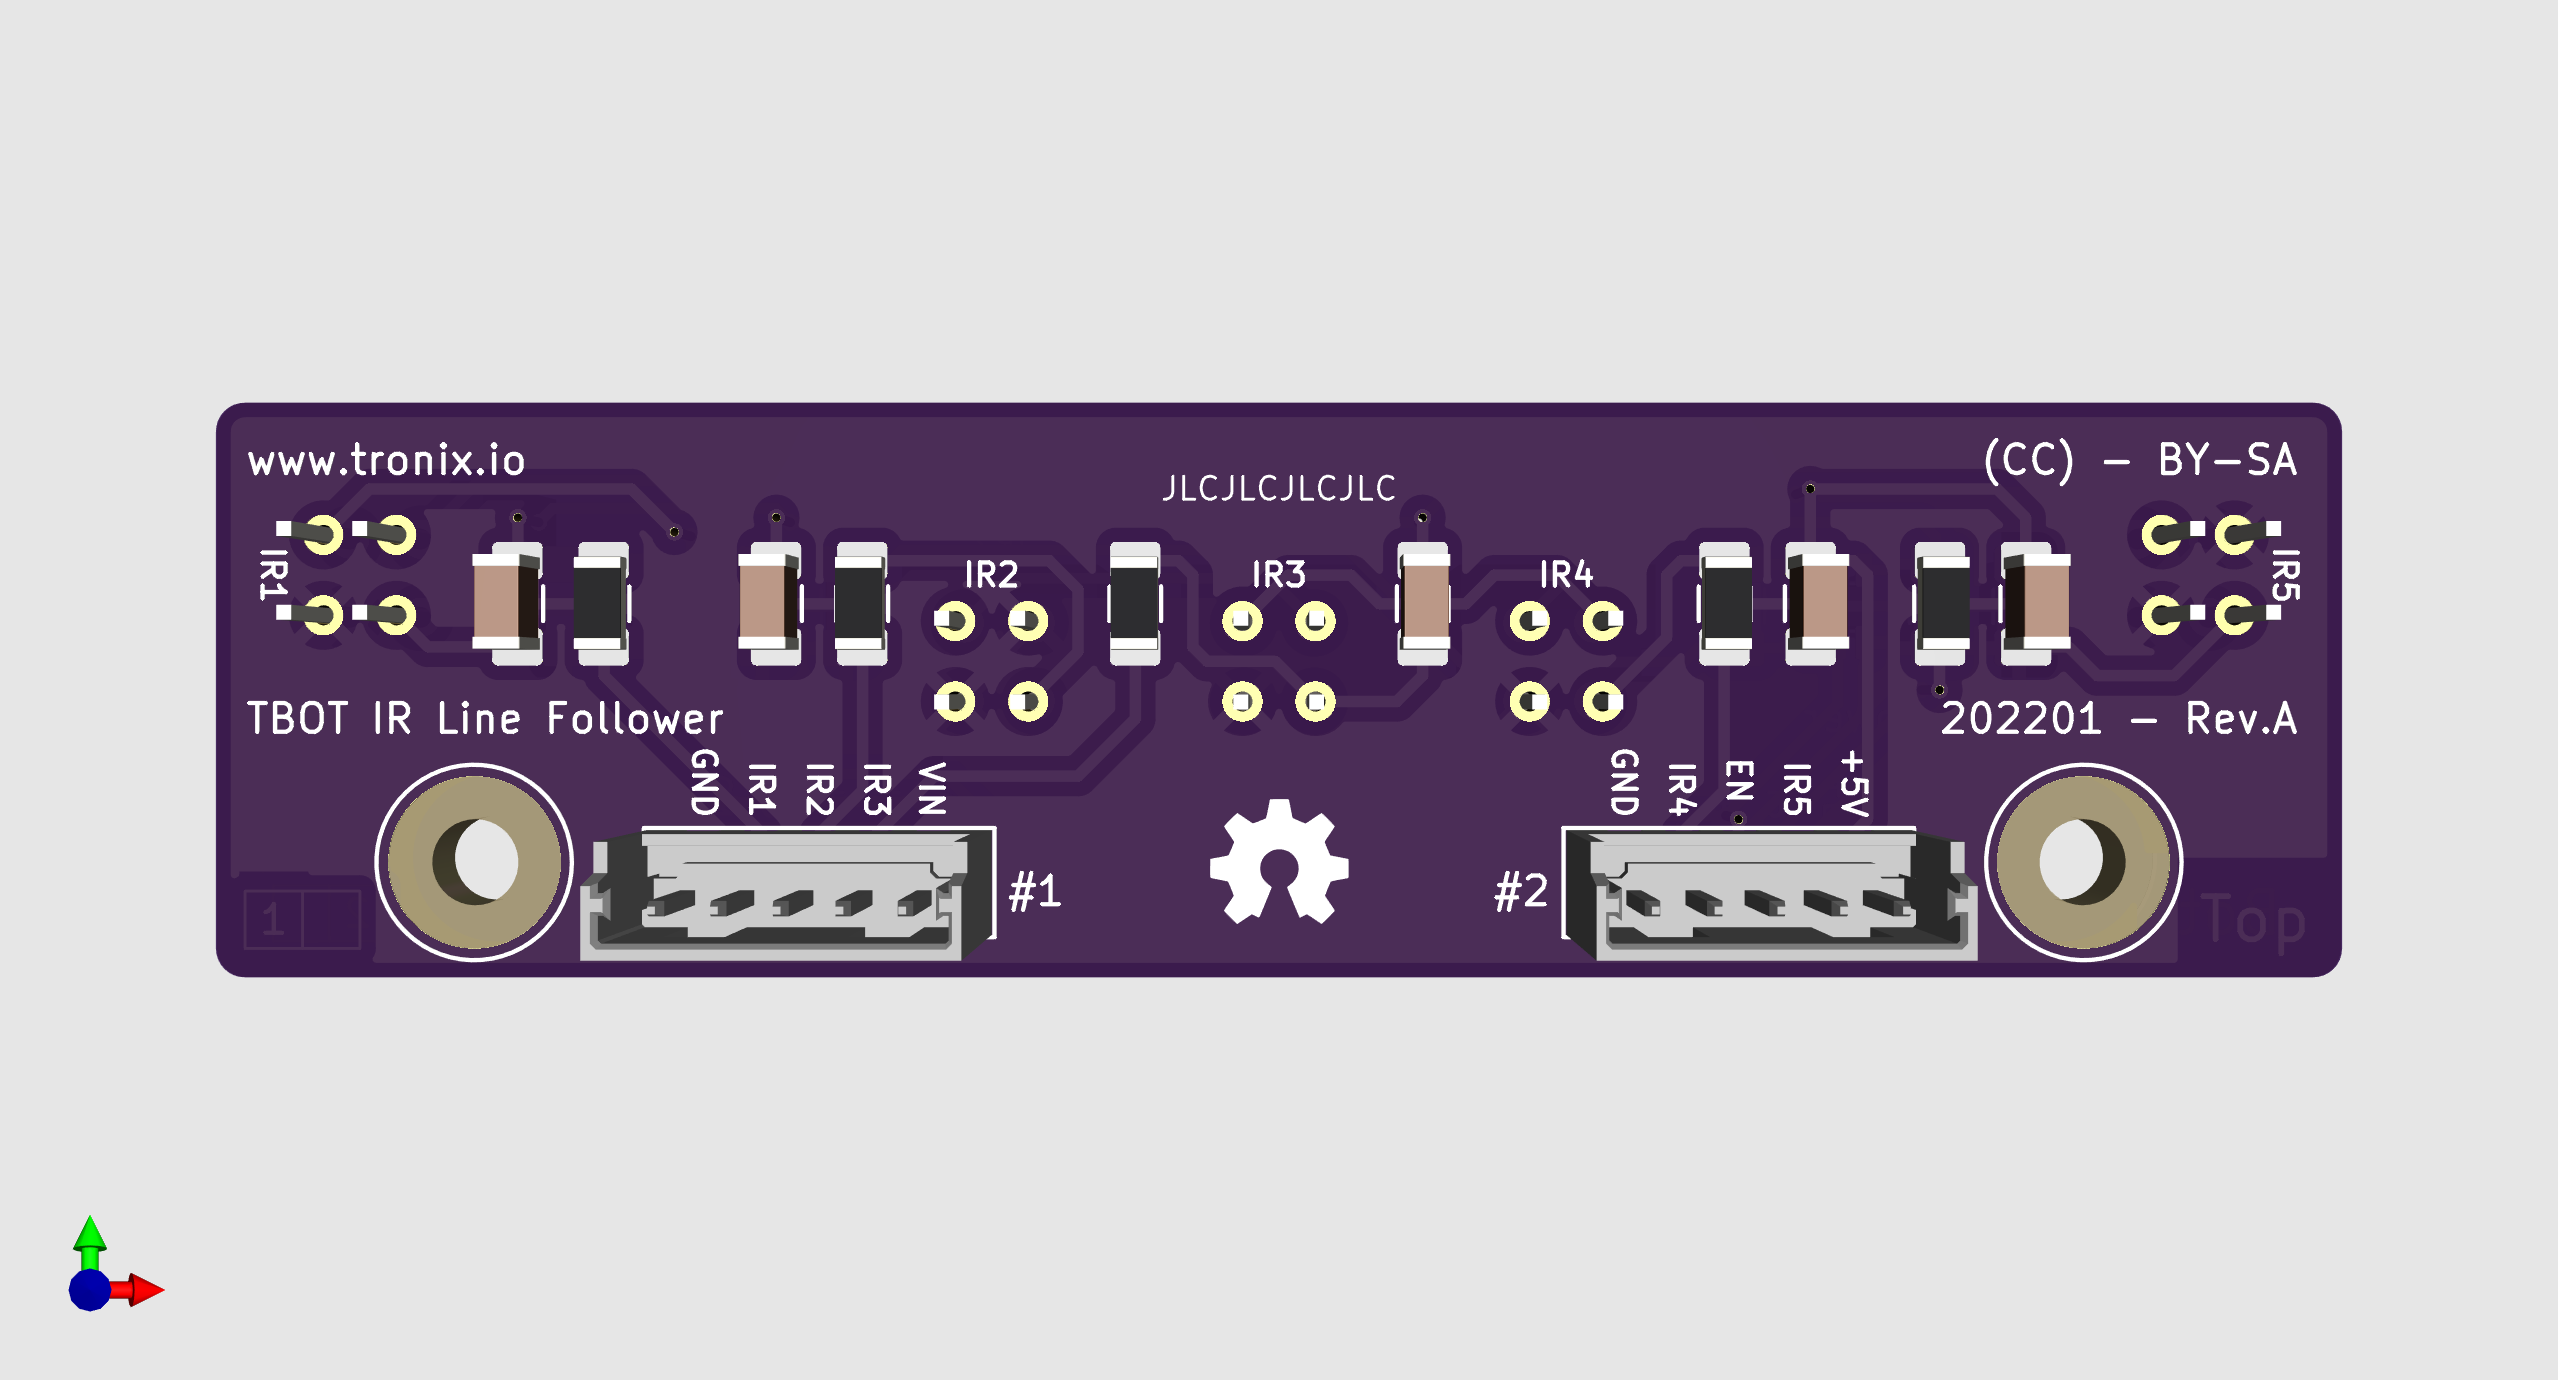 www.tronix.io
(CC) - BY-SA
JLCJLCJLCJLC
IR1
IR2
IR3
IR4
IR5
TBOT IR Line Follower
202201 - Rev.A
GND
IR1
IR2
IR3
VIN
GND
IR4
EN
IR5
+5V
#1
#2
1
Top